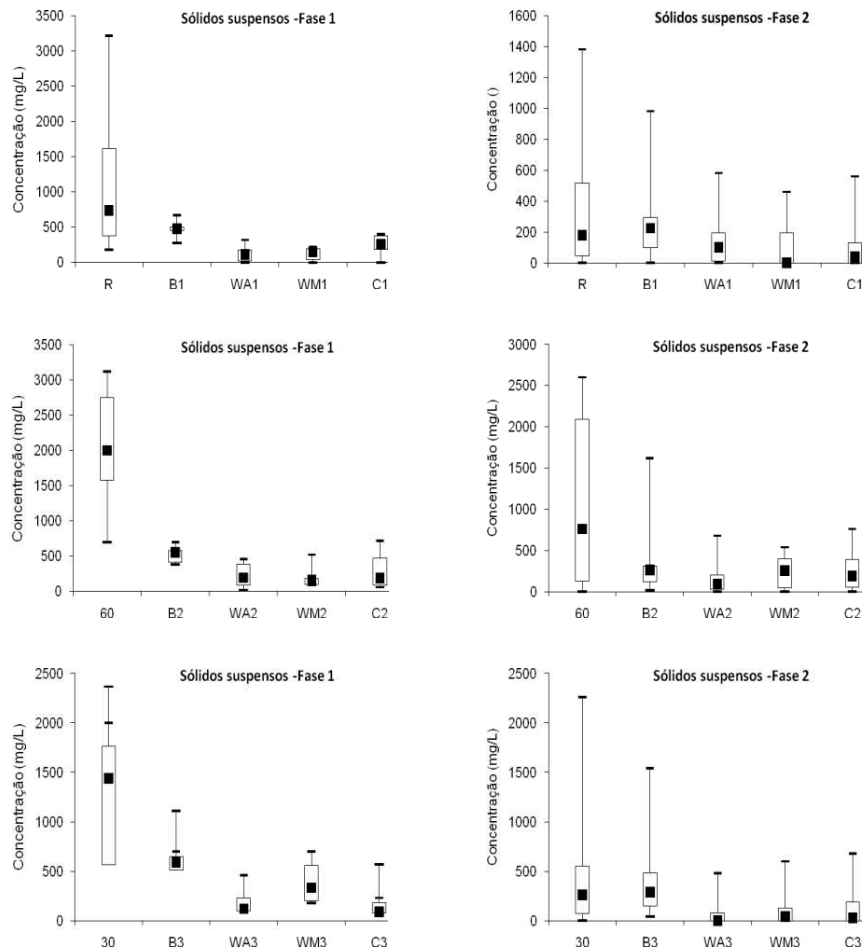 Sólidos suspensos -Fase 1
Concentração (mg/L)
3500
3000
2500
2000
1500
1000
500
0
R B1 WA1 WM1 C1
Sólidos suspensos -Fase 2
Concentração ()
1600
1400
1200
1000
800
600
400
200
0
R B1 WA1 WM1 C1
Sólidos suspensos -Fase 1
Concentração (mg/L)
3500
3000
2500
2000
1500
1000
500
0
60 B2 WA2 WM2 C2
Sólidos suspensos -Fase 2
Concentração (mg/L)
3000
2500
2000
1500
1000
500
0
60 B2 WA2 WM2 C2
Sólidos suspensos -Fase 1
Concentração (mg/L)
2500
2000
1500
1000
500
0
30 B3 WA3 WM3 C3
Sólidos suspensos -Fase 2
Concentração (mg/L)
2500
2000
1500
1000
500
0
30 B3 WA3 WM3 C3